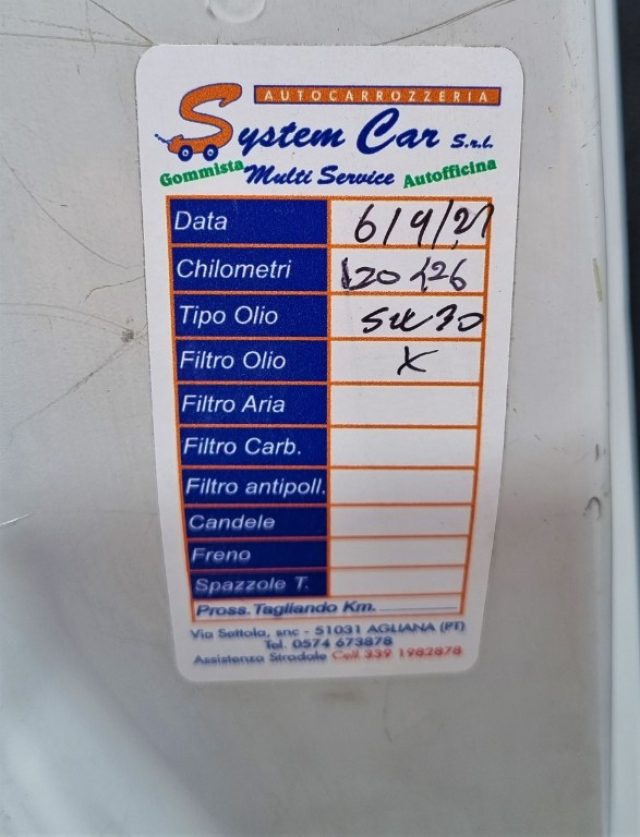 AUTOCARROZZERIA
System Car S.r.l.
Gommista Multi Service Autofficina
Data 6/9/21
Chilometri
Tipo Olio 5W30
Filtro Olio X
Filtro Aria
Filtro Carb.
Filtro antipoll.
Candele
Freno
Spazzole T.
Pross. Tagliando Km.
Via Settola, snc - 51031 AGLIANA (PT)
Tel. 0574 673878
Assistenza Stradale Cell 339 1982878